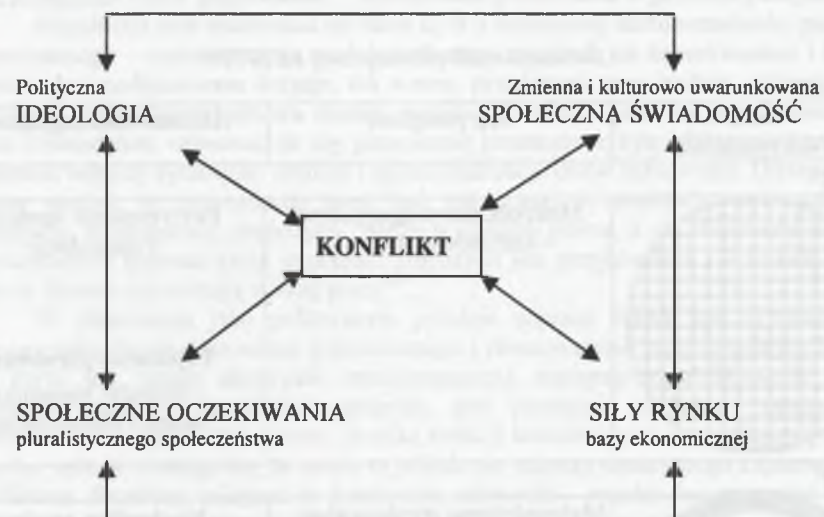 Polityczna
IDEOLOGIA
Zmienna i kulturowo uwarunkowana
SPOŁECZNA ŚWIADOMOŚĆ
KONFLIKT
SPOŁECZNE OCZEKIWANIA
pluralistycznego społeczeństwa
SIŁY RYNKU
bazy ekonomicznej